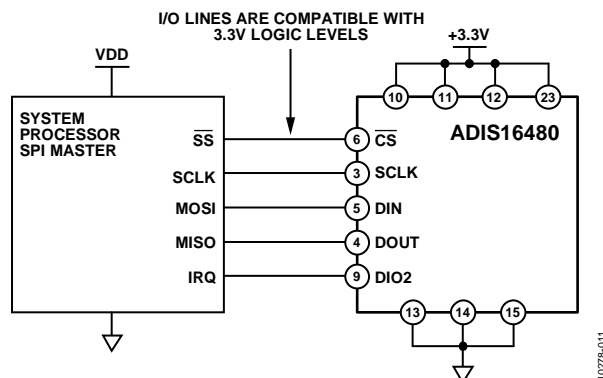 I/O LINES ARE COMPATIBLE WITH
3.3V LOGIC LEVELS
VDD
+3.3V
10
11
12
23
SYSTEM
PROCESSOR
SPI MASTER
ADIS16480
SS
6
CS
SCLK
3
SCLK
MOSI
5
DIN
MISO
4
DOUT
IRQ
9
DIO2
13
14
15
10278-011